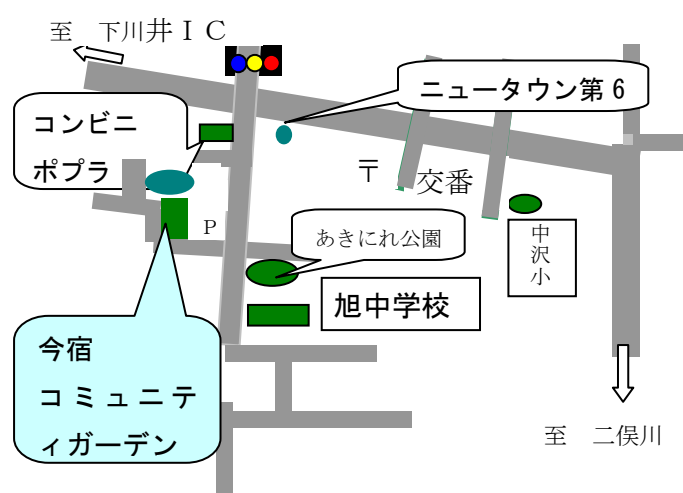 至　下川井ＩＣ
ニュータウン第６
コンビニ
ポプラ
〒
交番
Ｐ
あきにれ公園
中
沢
小
旭中学校
今宿
コミュニテ
ィガーデン
至　二俣川